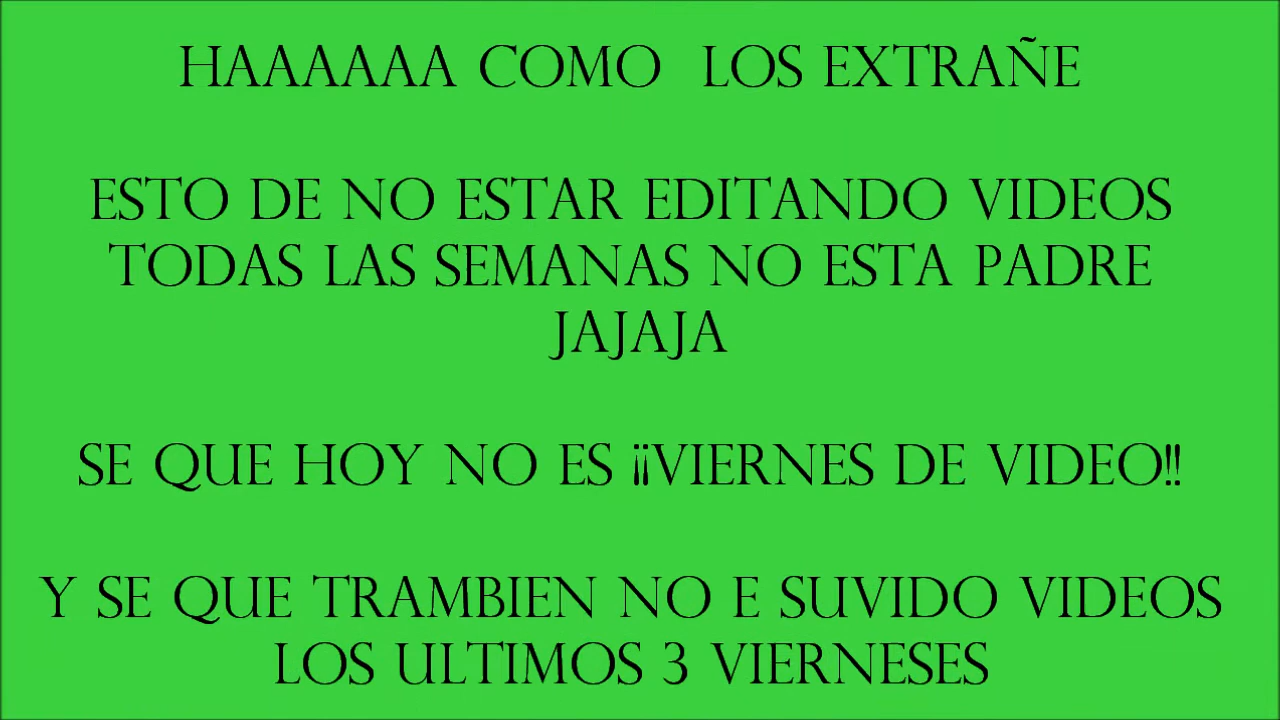 HAAAAAA COMO LOS EXTRAÑE
ESTO DE NO ESTAR EDITANDO VIDEOS
TODAS LAS SEMANAS NO ESTA PADRE
JAJAJA
SE QUE HOY NO ES ¡¡VIERNES DE VIDEO!!
Y SE QUE TRAMBIEN NO E SUVIDO VIDEOS
LOS ULTIMOS 3 VIERNESES